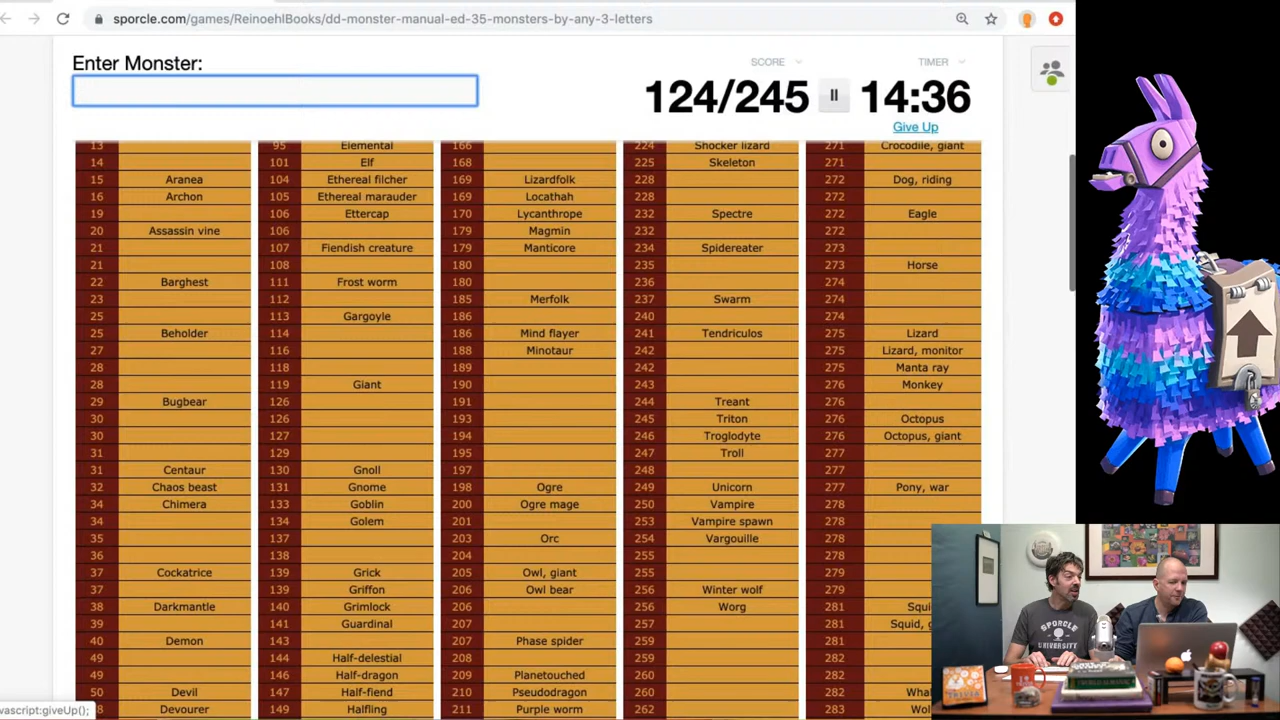 sporcle.com/games/ReinoehlBooks/dd-monster-manual-ed-35-monsters-by-any-3-letters
Enter Monster:
SCORE
TIMER
124/245
14:36
Give Up
13 95 Elemental 166 224 Shocker lizard 271 Crocodile, giant
14 101 Elf 168 225 Skeleton 271
15 Aranea 104 Ethereal filcher 169 Lizardfolk 228 272 Dog, riding
16 Archon 105 Ethereal marauder 169 Locathah 228 272
19 106 Ettercap 170 Lycanthrope 232 Spectre 272 Eagle
20 Assassin vine 106 179 Magmin 232 272
21 107 Fiendish creature 179 Manticore 234 Spidereater 273
21 108 180 235 273 Horse
22 Barghest 111 Frost worm 180 236 274
23 112 185 Merfolk 237 Swarm 274
25 113 Gargoyle 186 240 274
25 Beholder 114 186 Mind flayer 241 Tendriculos 275 Lizard
27 116 188 Minotaur 242 275 Lizard, monitor
28 118 189 242 275 Manta ray
28 119 Giant 190 243 276 Monkey
29 Bugbear 126 191 244 Treant 276
30 126 193 245 Triton 276 Octopus
30 127 194 246 Troglodyte 276 Octopus, giant
31 129 195 247 Troll 277
31 Centaur 130 Gnoll 197 248 277
32 Chaos beast 131 Gnome 198 Ogre 249 Unicorn 277 Pony, war
34 Chimera 133 Goblin 200 Ogre mage 250 Vampire 278
34 134 Golem 201 253 Vampire spawn 278
35 137 203 Orc 254 Vargouille 278
36 138 204 255 278
37 Cockatrice 139 Grick 205 Owl, giant 255 278
37 139 Griffon 206 Owl bear 256 Winter wolf 279
38 Darkmantle 140 Grimlock 206 256 Worg 281 Squi
39 141 Guardinal 207 257 281 Squid, g
40 Demon 143 207 Phase spider 259 281
49 144 Half-delestial 208 259 282
49 146 Half-dragon 209 Planetouched 260 282
50 Devil 147 Half-fiend 210 Pseudodragon 260 282 Wha
8 Devourer 149 Halfling 211 Purple worm 262 283 Wol
vascript:giveUp();
SPORCLE
UNIVERSITY
TRIVIA